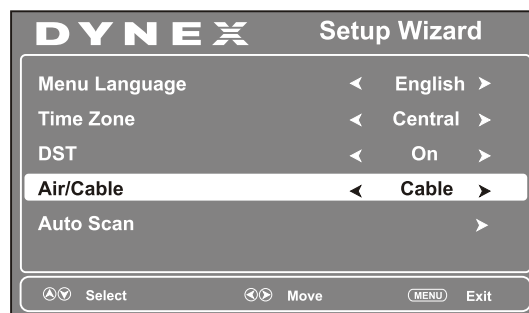 DYNEX Setup Wizard
Menu Language English
Time Zone Central
DST On
Air/Cable Cable
Auto Scan
Select Move MENU Exit